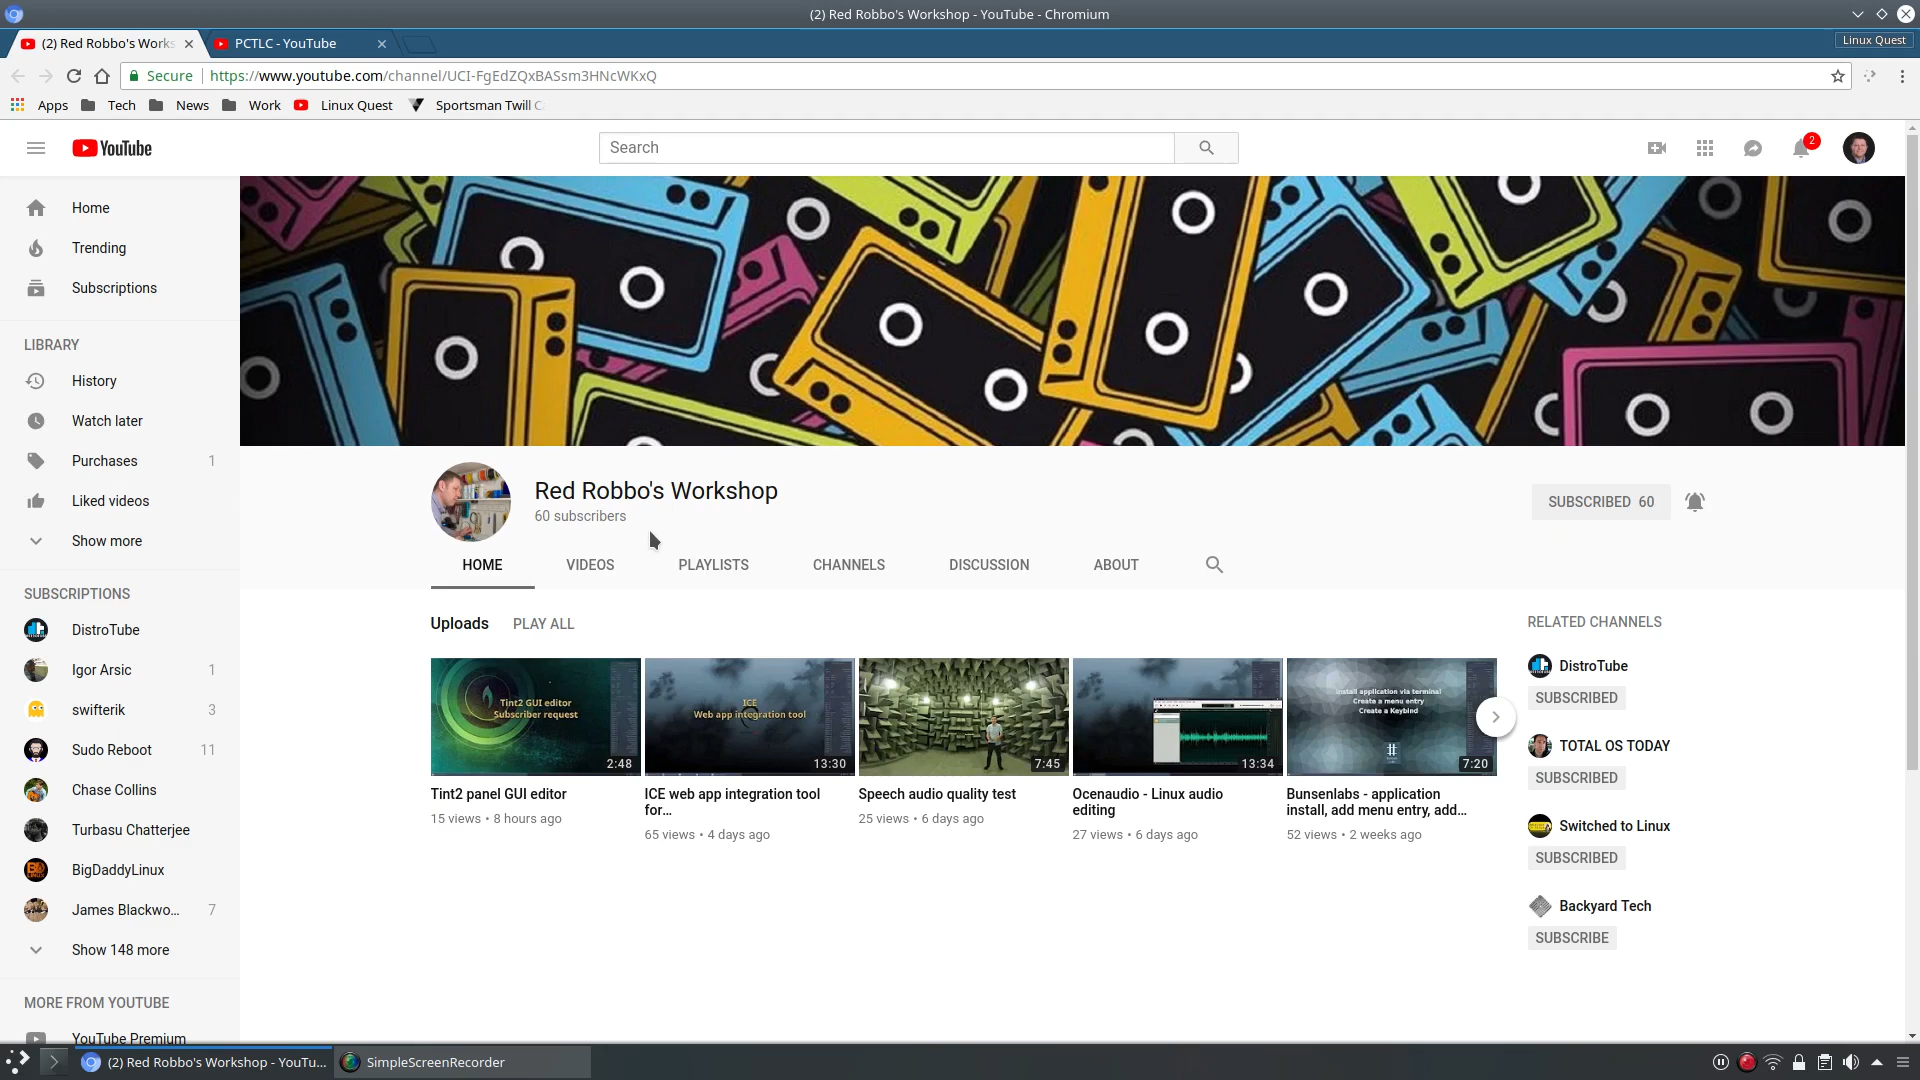 (2) Red Robbo's Workshop - YouTube - Chromium
(2) Red Robbo's Works
PCTLC - YouTube
Linux Quest
Secure
https://www.youtube.com/channel/UCI-FgEdZQxBASsm3HNcWKxQ
Apps
Tech
News
Work
Linux Quest
Sportsman Twill C
YouTube
Search
2
Home
Trending
Subscriptions
LIBRARY
History
Watch later
Purchases 1
Liked videos
Show more
SUBSCRIPTIONS
DistroTube
Igor Arsic 1
swifterik 3
Sudo Reboot 11
Chase Collins
Turbasu Chatterjee
BigDaddyLinux
James Blackwo... 7
Show 148 more
MORE FROM YOUTUBE
YouTube Premium
Red Robbo's Workshop
60 subscribers
SUBSCRIBED 60
HOME
VIDEOS
PLAYLISTS
CHANNELS
DISCUSSION
ABOUT
Uploads
PLAY ALL
Tint2 GUI editor
Subscriber request
2:48
Tint2 panel GUI editor
15 views • 8 hours ago
ICE
Web app integration tool
13:30
ICE web app integration tool
for...
65 views • 4 days ago
7:45
Speech audio quality test
25 views • 6 days ago
13:34
Ocenaudio - Linux audio
editing
27 views • 6 days ago
Install application via terminal
Create a menu entry
Create a Keybind
7:20
Bunsenlabs - application
install, add menu entry, add...
52 views • 2 weeks ago
RELATED CHANNELS
DistroTube
SUBSCRIBED
TOTAL OS TODAY
SUBSCRIBED
Switched to Linux
SUBSCRIBED
Backyard Tech
SUBSCRIBE
(2) Red Robbo's Workshop - YouTu...
SimpleScreenRecorder